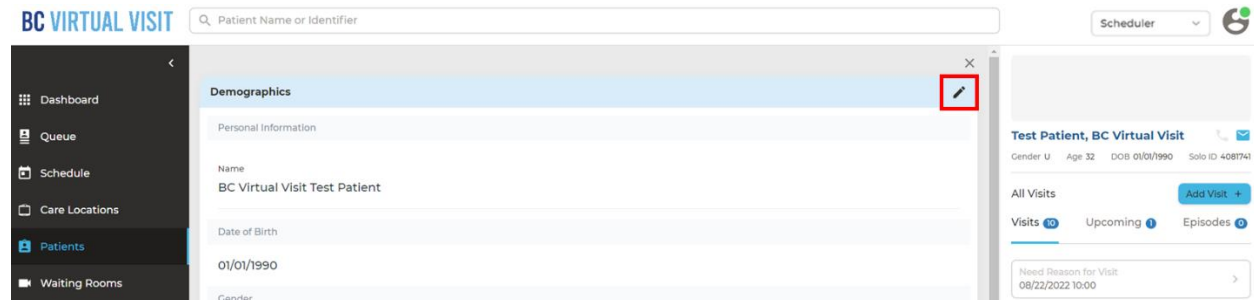 BC VIRTUAL VISIT
Patient Name or Identifier
Scheduler
Dashboard
Queue
Schedule
Care Locations
Patients
Waiting Rooms
Demographics
Personal Information
Name
BC Virtual Visit Test Patient
Date of Birth
01/01/1990
Gender
Test Patient, BC Virtual Visit
Gender U Age 32 DOB 01/01/1990 Solo ID 4081741
All Visits
Add Visit +
Visits 10 Upcoming 1 Episodes 0
Need Reason for Visit
08/22/2022 10:00